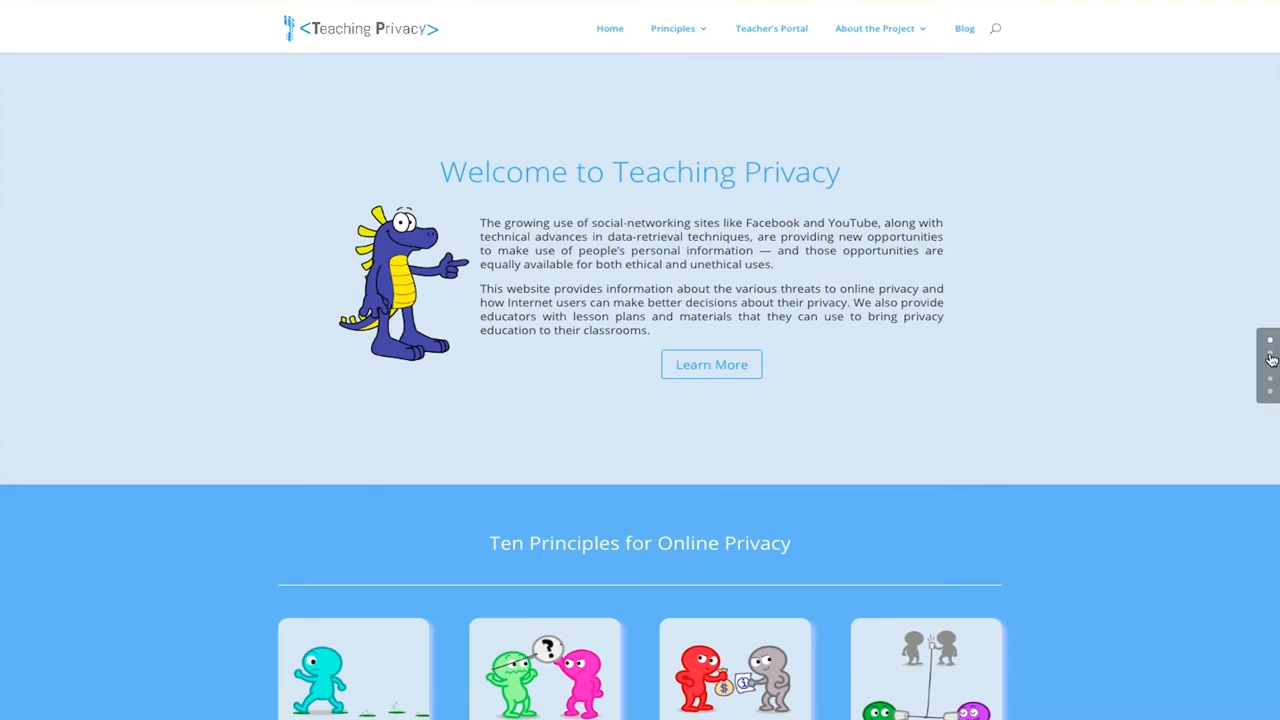 <Teaching Privacy>
Home
Principles
Teacher's Portal
About the Project
Blog
Welcome to Teaching Privacy
The growing use of social-networking sites like Facebook and YouTube, along with
technical advances in data-retrieval techniques, are providing new opportunities
to make use of people's personal information — and those opportunities are
equally available for both ethical and unethical uses.
This website provides information about the various threats to online privacy and
how Internet users can make better decisions about their privacy. We also provide
educators with lesson plans and materials that they can use to bring privacy
education to their classrooms.
Learn More
Ten Principles for Online Privacy
?
$
i